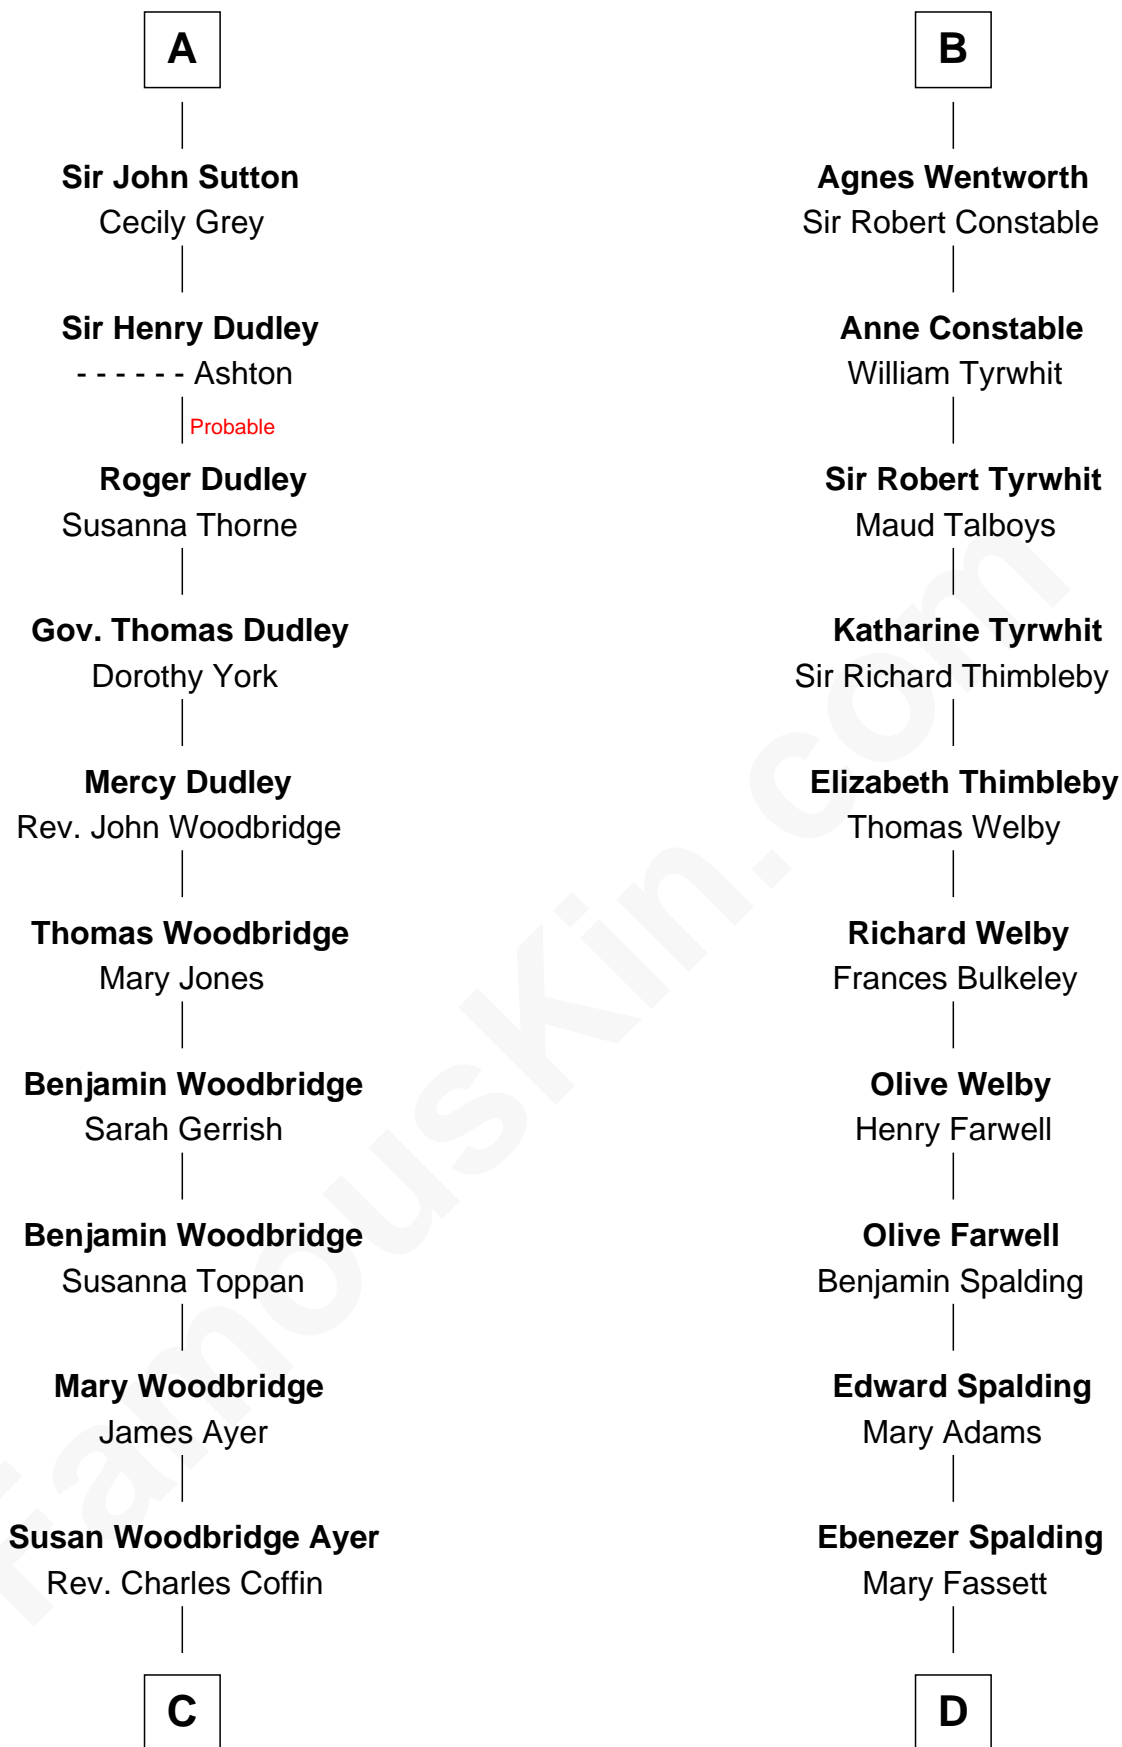 A
Sir John Sutton
Cecily Grey
Sir Henry Dudley
- - - - - - Ashton
Probable
Roger Dudley
Susanna Thorne
Gov. Thomas Dudley
Dorothy York
Mercy Dudley
Rev. John Woodbridge
Thomas Woodbridge
Mary Jones
Benjamin Woodbridge
Sarah Gerrish
Benjamin Woodbridge
Susanna Toppan
Mary Woodbridge
James Ayer
Susan Woodbridge Ayer
Rev. Charles Coffin
C
B
Agnes Wentworth
Sir Robert Constable
Anne Constable
William Tyrwhit
Sir Robert Tyrwhit
Maud Talboys
Katharine Tyrwhit
Sir Richard Thimbleby
Elizabeth Thimbleby
Thomas Welby
Richard Welby
Frances Bulkeley
Olive Welby
Henry Farwell
Olive Farwell
Benjamin Spalding
Edward Spalding
Mary Adams
Ebenezer Spalding
Mary Fassett
D
FamousKin.com